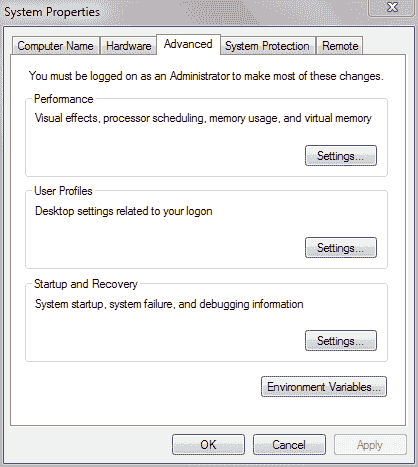 System Properties
Computer Name Hardware Advanced System Protection Remote
You must be logged on as an Administrator to make most of these changes.
Performance
Visual effects, processor scheduling, memory usage, and virtual memory
Settings...
User Profiles
Desktop settings related to your logon
Settings...
Startup and Recovery
System startup, system failure, and debugging information
Settings...
Environment Variables...
OK Cancel Apply